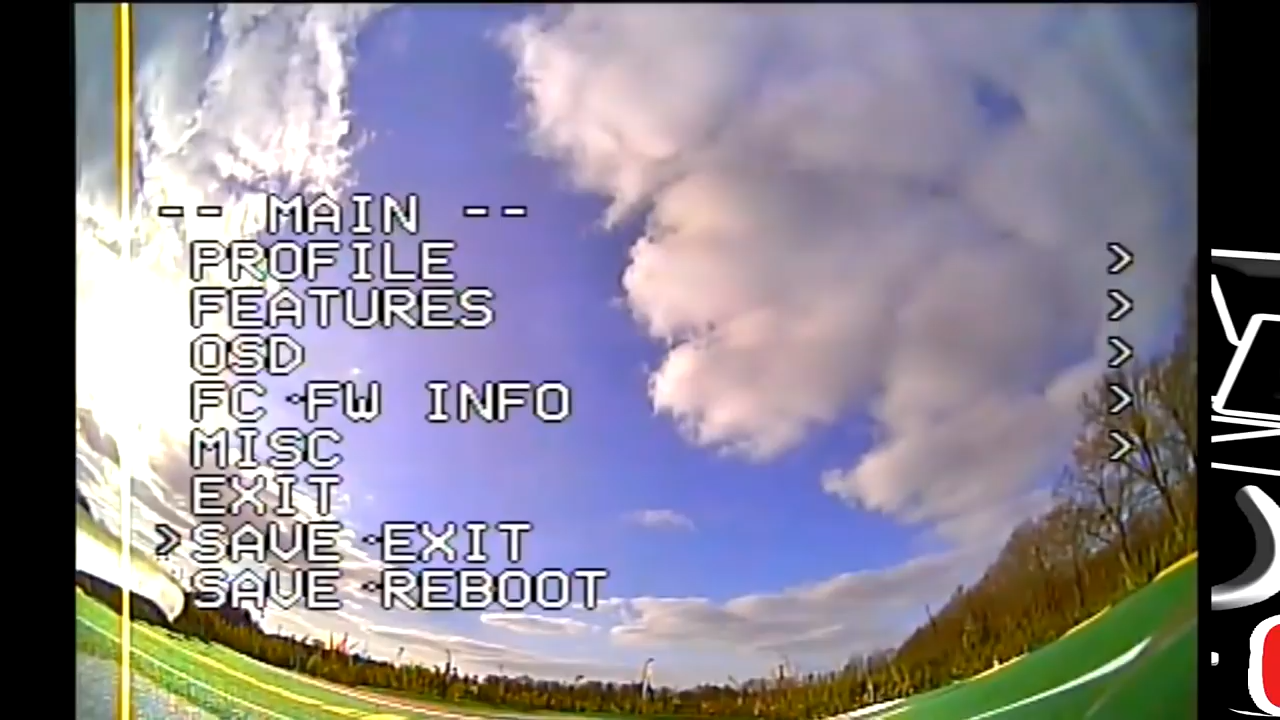 -- MAIN --
PROFILE >
FEATURES >
OSD >
FC FW INFO >
MISC >
EXIT
>SAVE EXIT
SAVE REBOOT